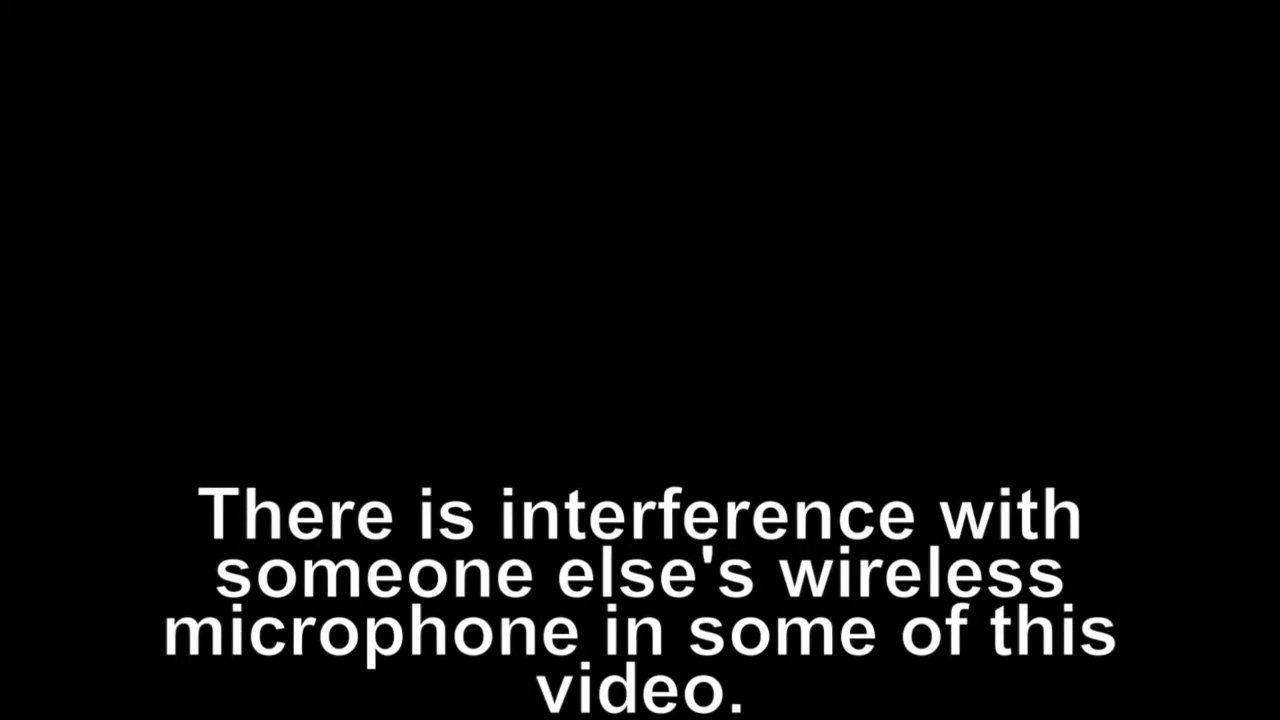 There is interference with
someone else's wireless
microphone in some of this
video.